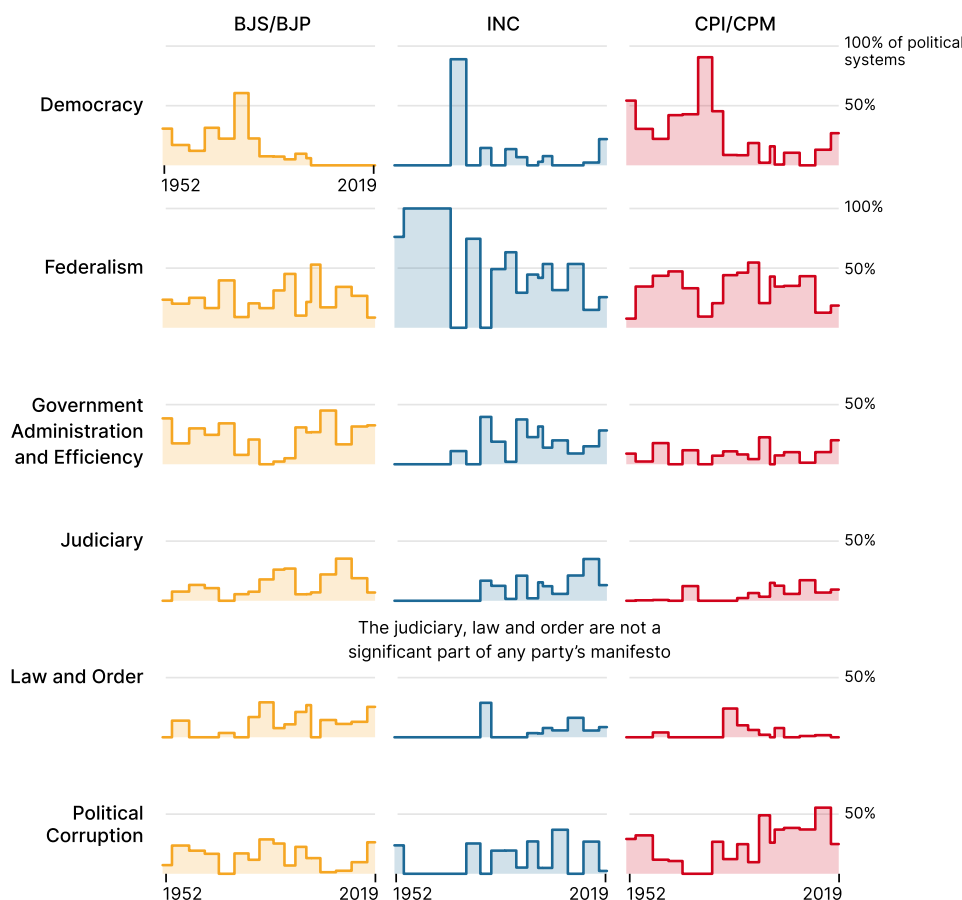 BJS/BJP
INC
CPI/CPM
100% of political
systems
Democracy
50%
1952
2019
100%
Federalism
50%
Government
Administration
and Efficiency
50%
Judiciary
50%
The judiciary, law and order are not a
significant part of any party’s manifesto
Law and Order
50%
Political
Corruption
50%
1952
2019
1952
2019
1952
2019